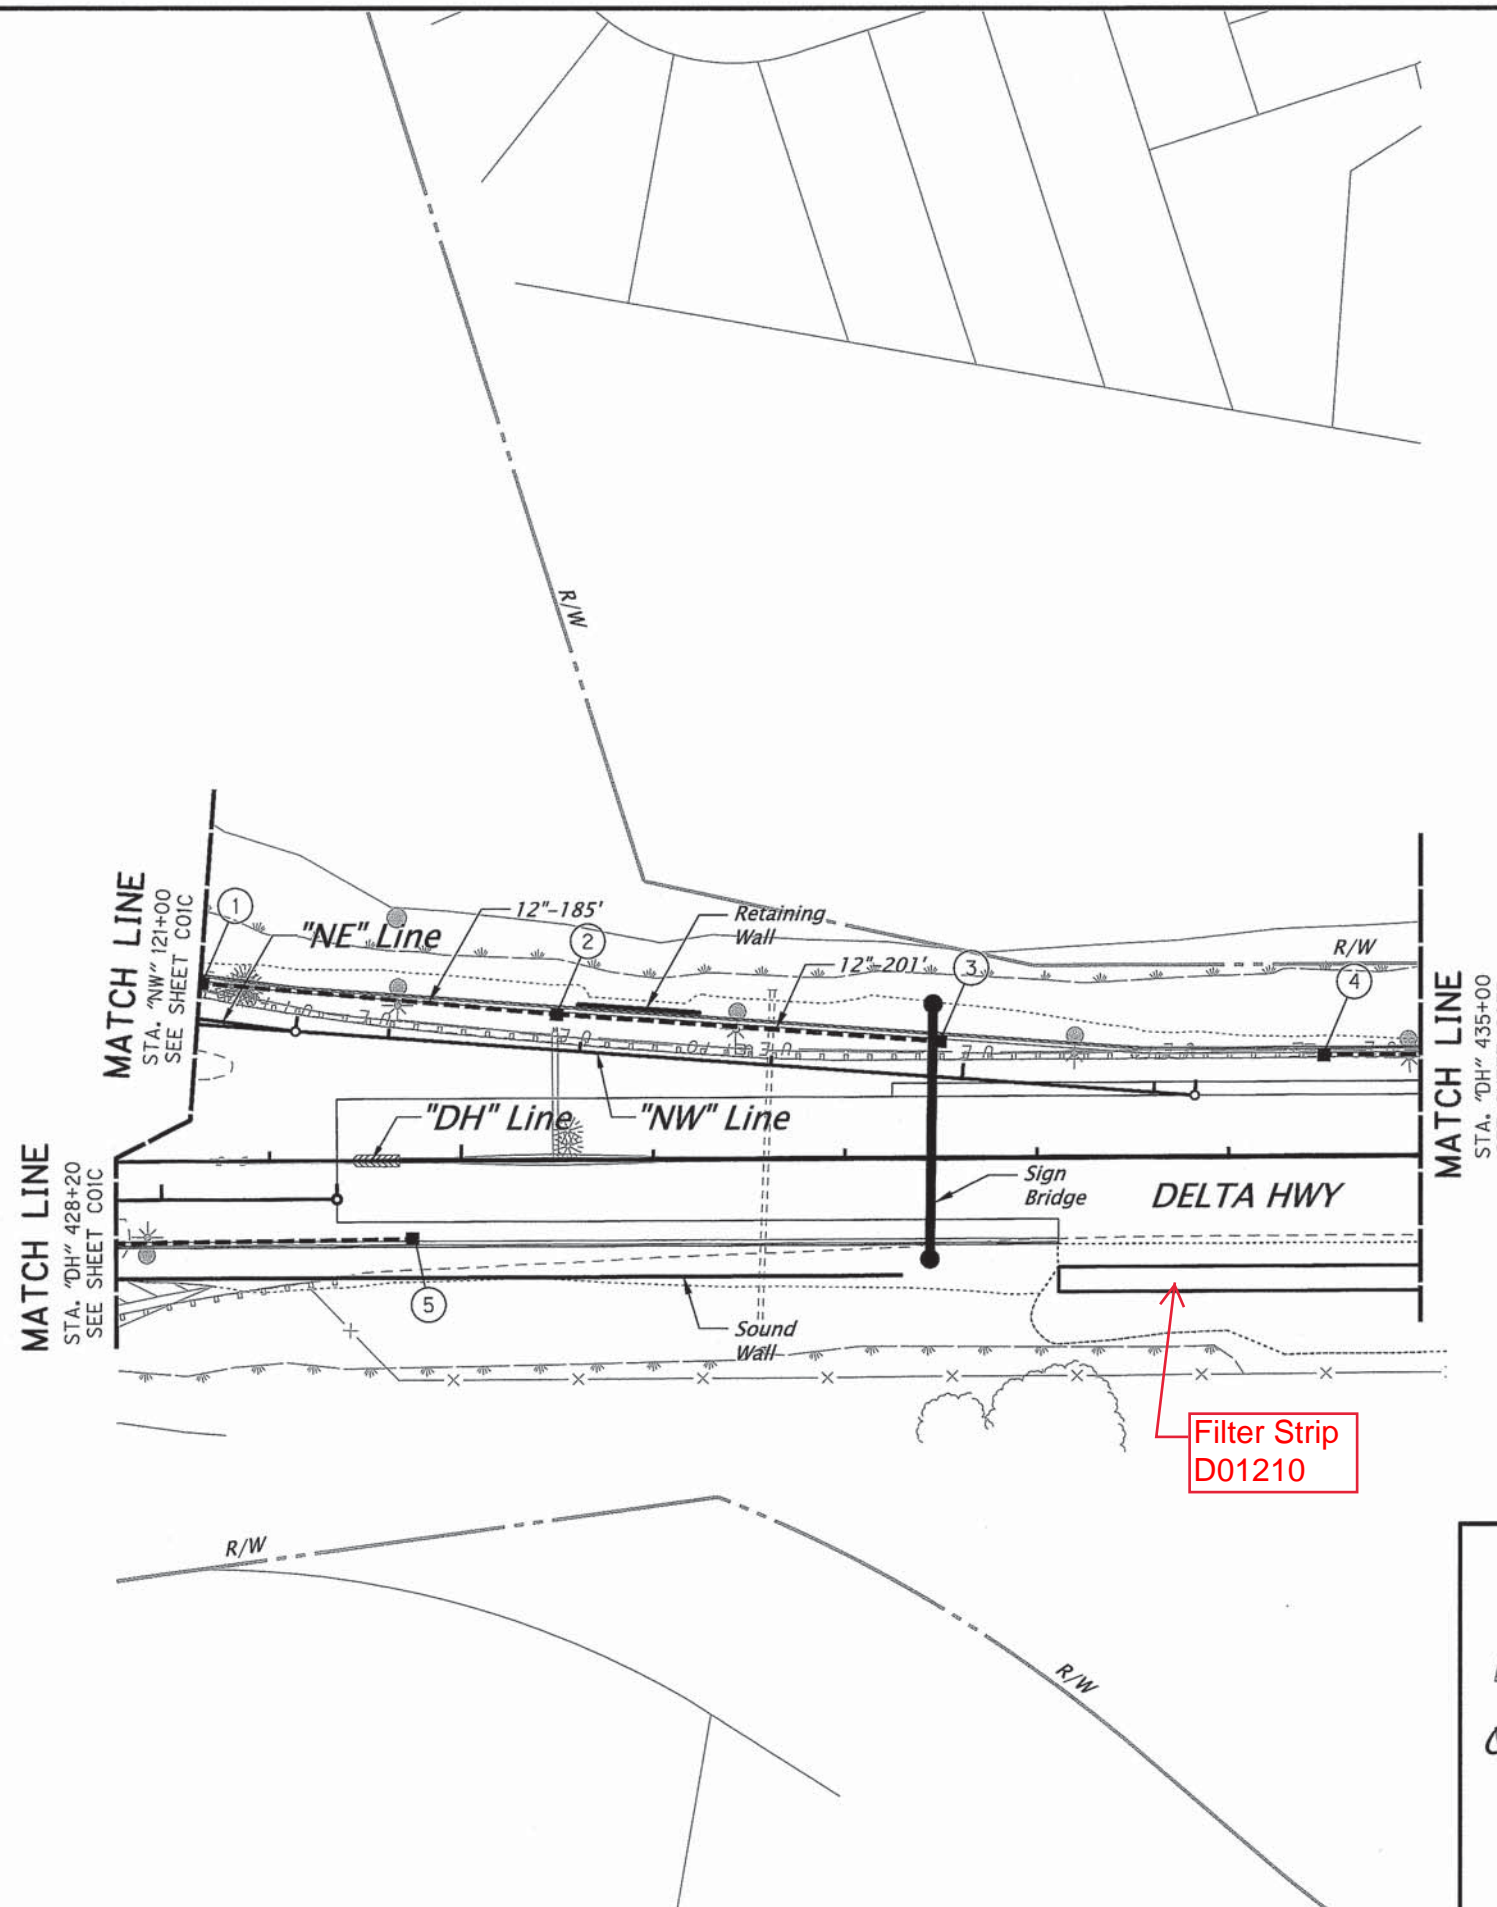 R/W
MATCH LINE
STA. "NW" 121+00
SEE SHEET C01C
1
"NE" Line
12"-185'
2
Retaining
Wall
12"-201'
3
R/W
4
MATCH LINE
STA. "DH" 435+00
"DH" Line
"NW" Line
MATCH LINE
STA. "DH" 428+20
SEE SHEET C01C
Sign
Bridge
DELTA HWY
5
Sound
Wall
Filter Strip
D01210
R/W
R/W